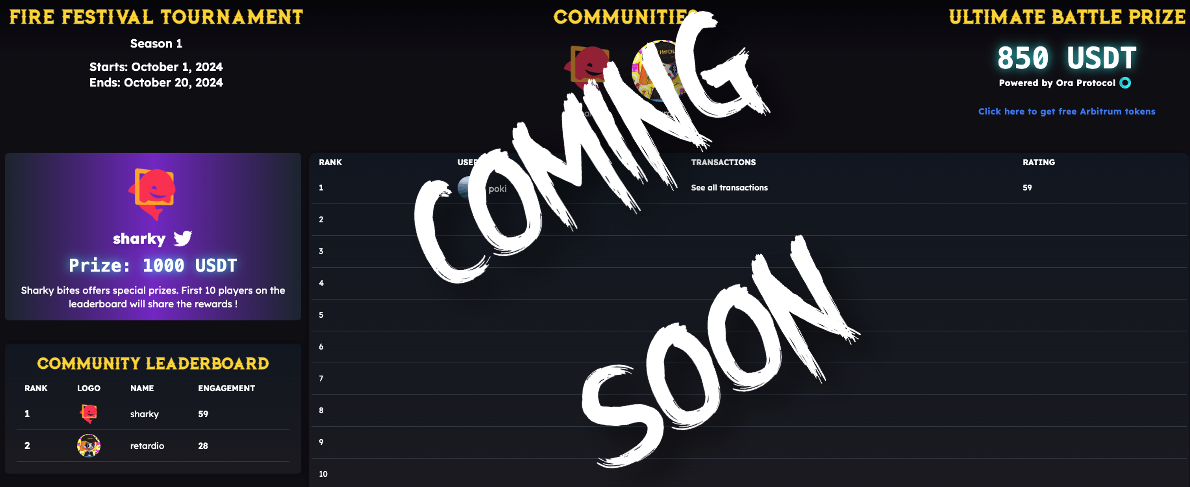 FIRE FESTIVAL TOURNAMENT
Season 1
Starts: October 1, 2024
Ends: October 20, 2024
COMMUNITIES
ULTIMATE BATTLE PRIZE
850 USDT
Powered by Ora Protocol
Click here to get free Arbitrum tokens
COMING
SOON
sharky
Prize: 1000 USDT
Sharky bites offers special prizes. First 10 players on the
leaderboard will share the rewards !
COMMUNITY LEADERBOARD
RANK LOGO NAME ENGAGEMENT
1 sharky 59
2 retardio 28
RANK USER TRANSACTIONS RATING
1 poki See all transactions 59
2
3
4
5
6
7
8
9
10